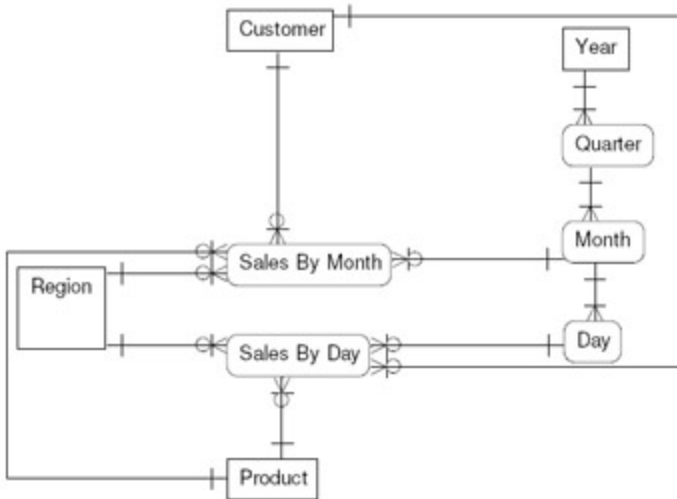 Customer
Year
Quarter
Month
Sales By Month
Region
Day
Sales By Day
Product